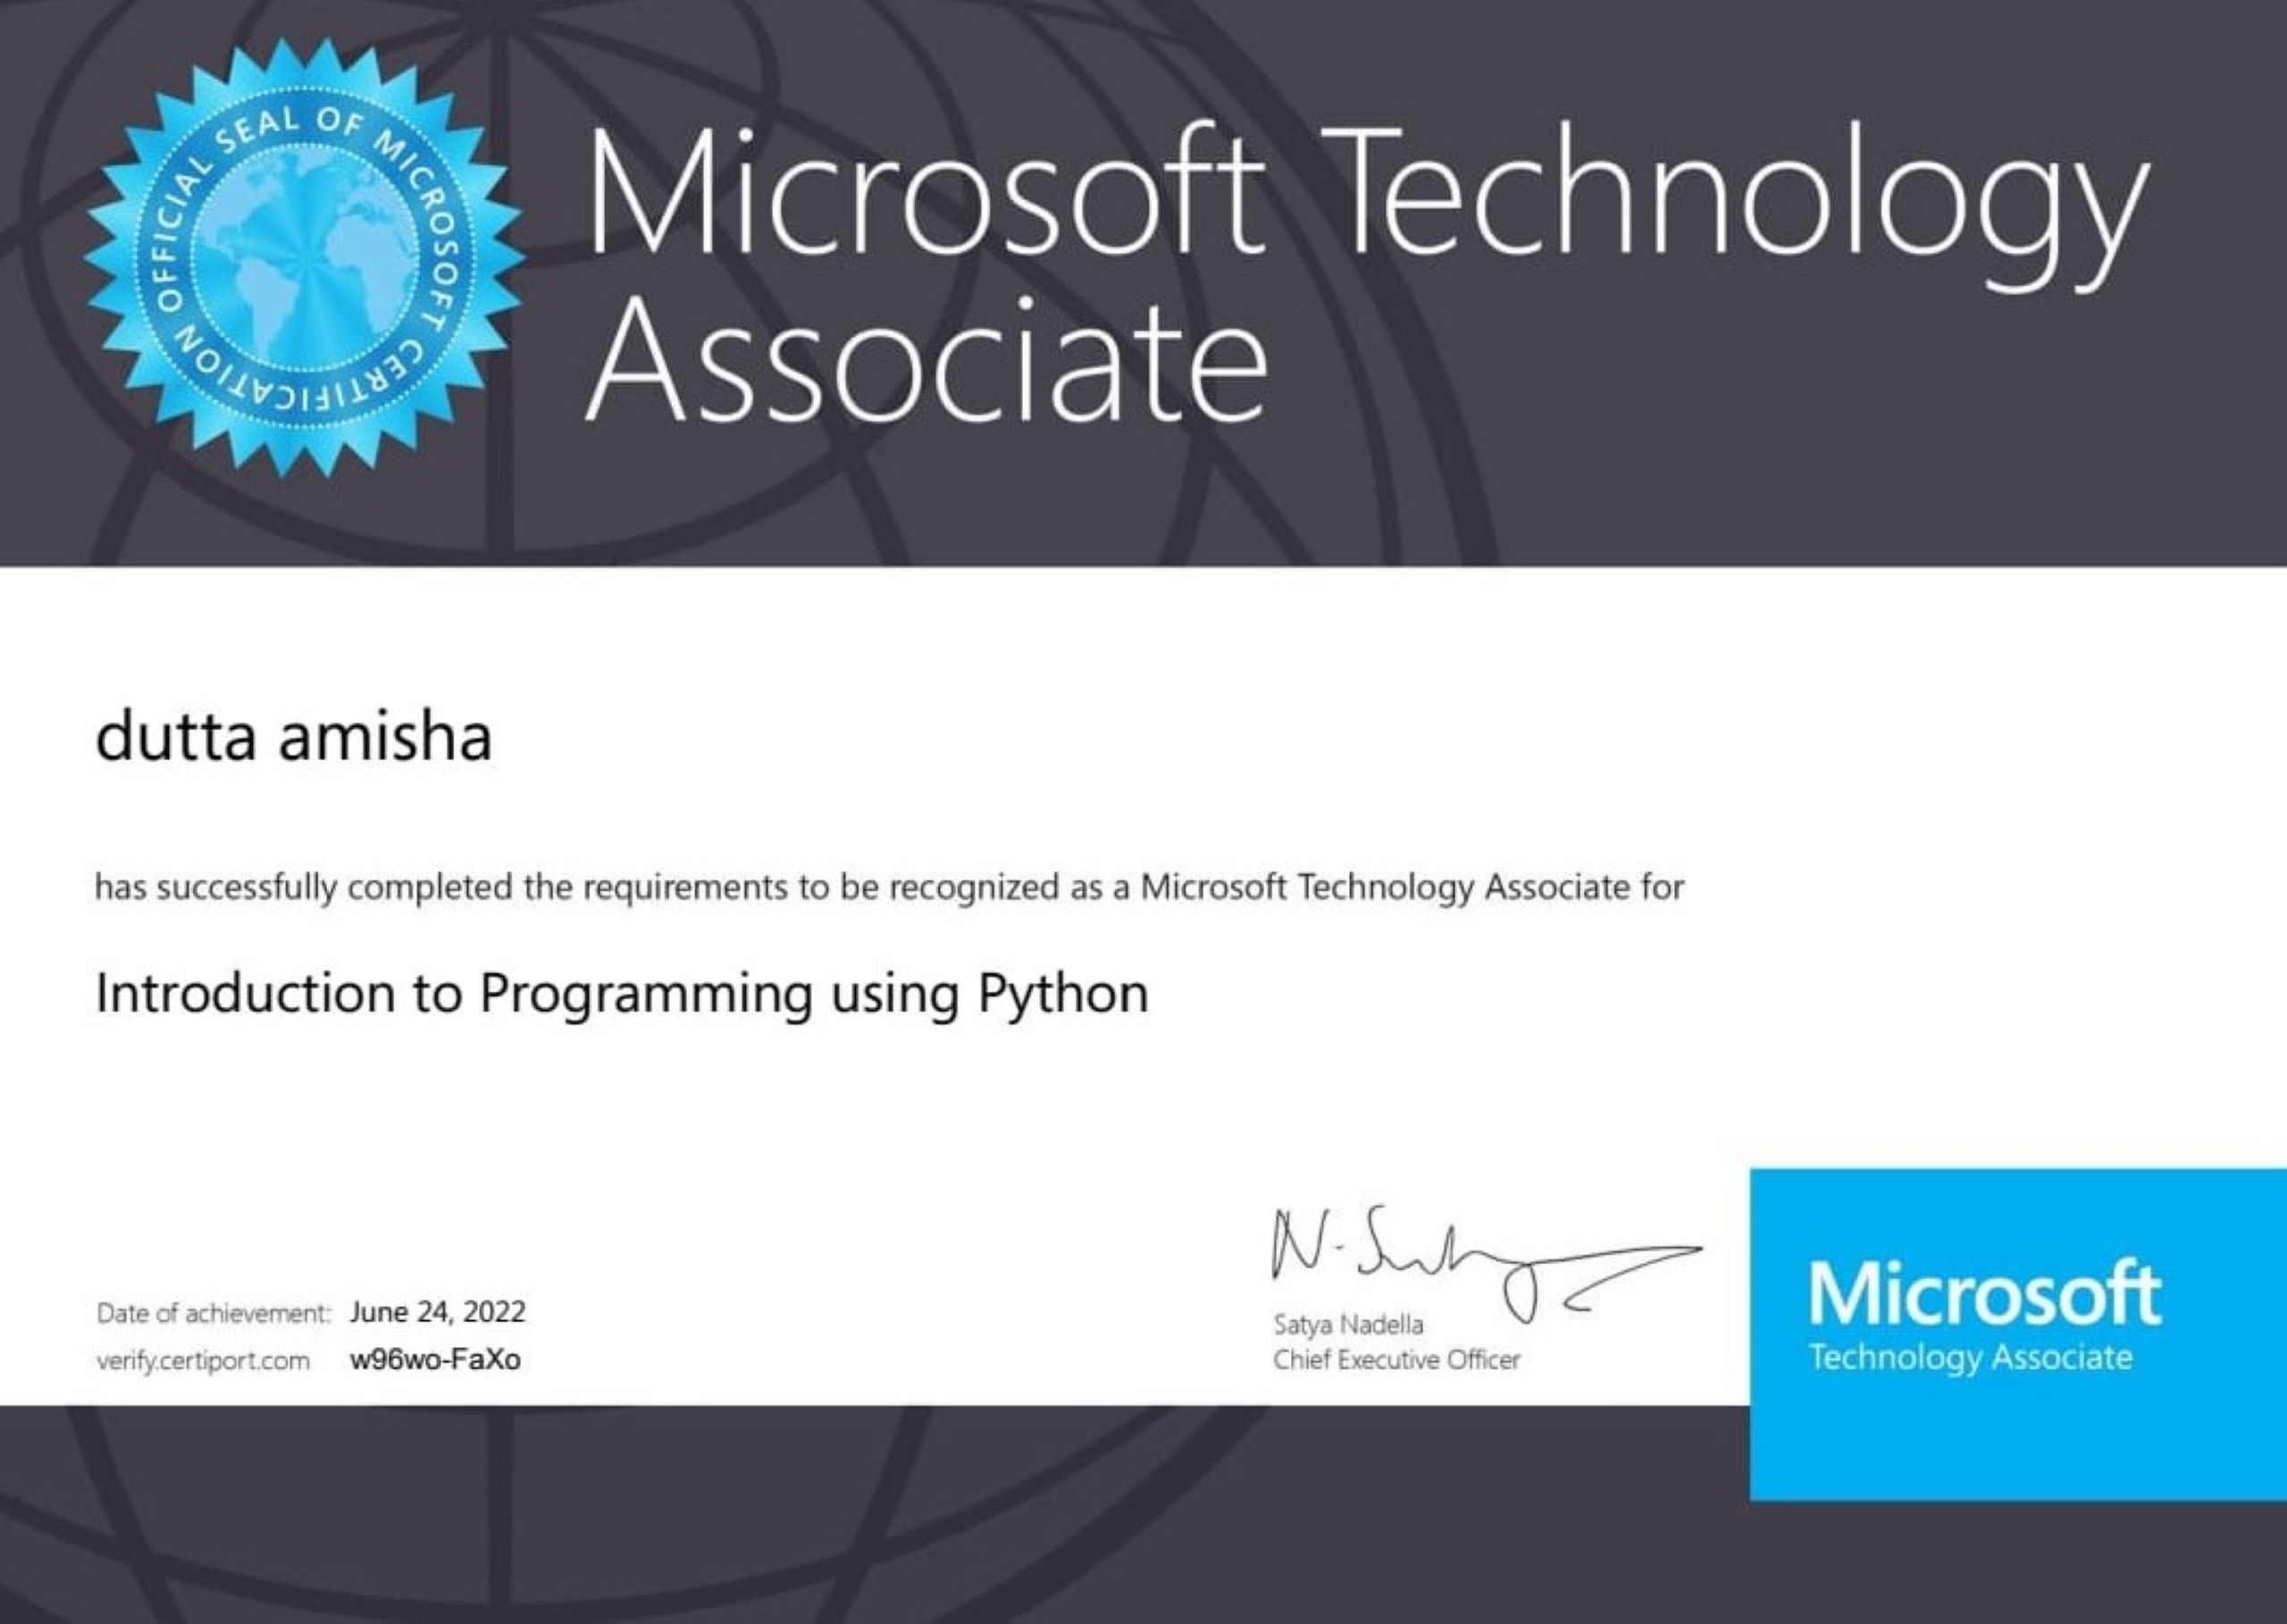 OFFICIAL SEAL OF MICROSOFT CERTIFICATION
Microsoft Technology
Associate
dutta amisha
has successfully completed the requirements to be recognized as a Microsoft Technology Associate for
Introduction to Programming using Python
Date of achievement: June 24, 2022
verify.certiport.com w96wo-FaXo
N. Satya
Satya Nadella
Chief Executive Officer
Microsoft
Technology Associate